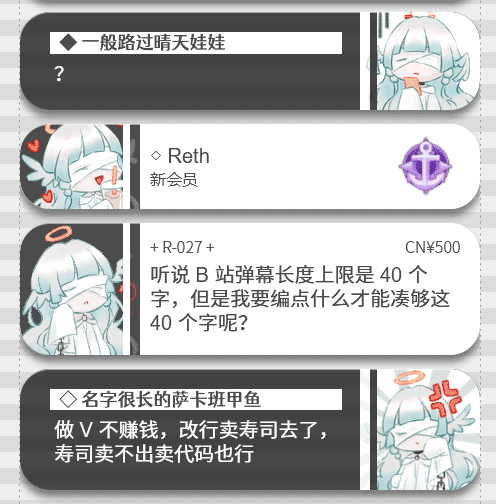 ◆ 一般路过晴天娃娃
？
◇ Reth
新会员
+ R-027 +
CN¥500
听说 B 站弹幕长度上限是 40 个
字，但是我要编点什么才能凑够这
40 个字呢？
◇ 名字很长的萨卡班甲鱼
做 V 不赚钱，改行卖寿司去了，
寿司卖不出卖代码也行